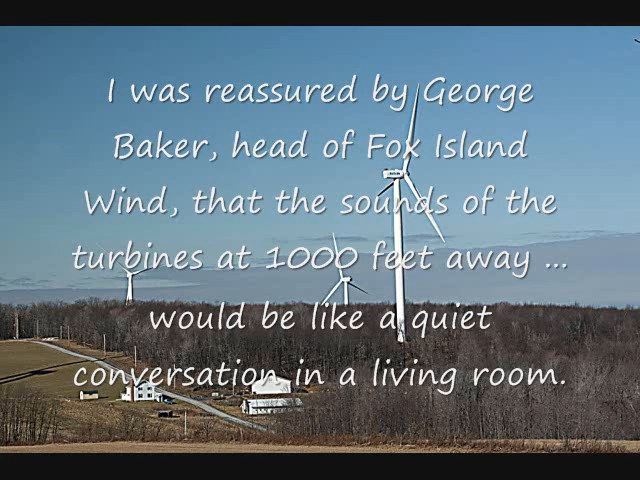 I was reassured by George
Baker, head of Fox Island
Wind, that the sounds of the
turbines at 1000 feet away ...
would be like a quiet
conversation in a living room.